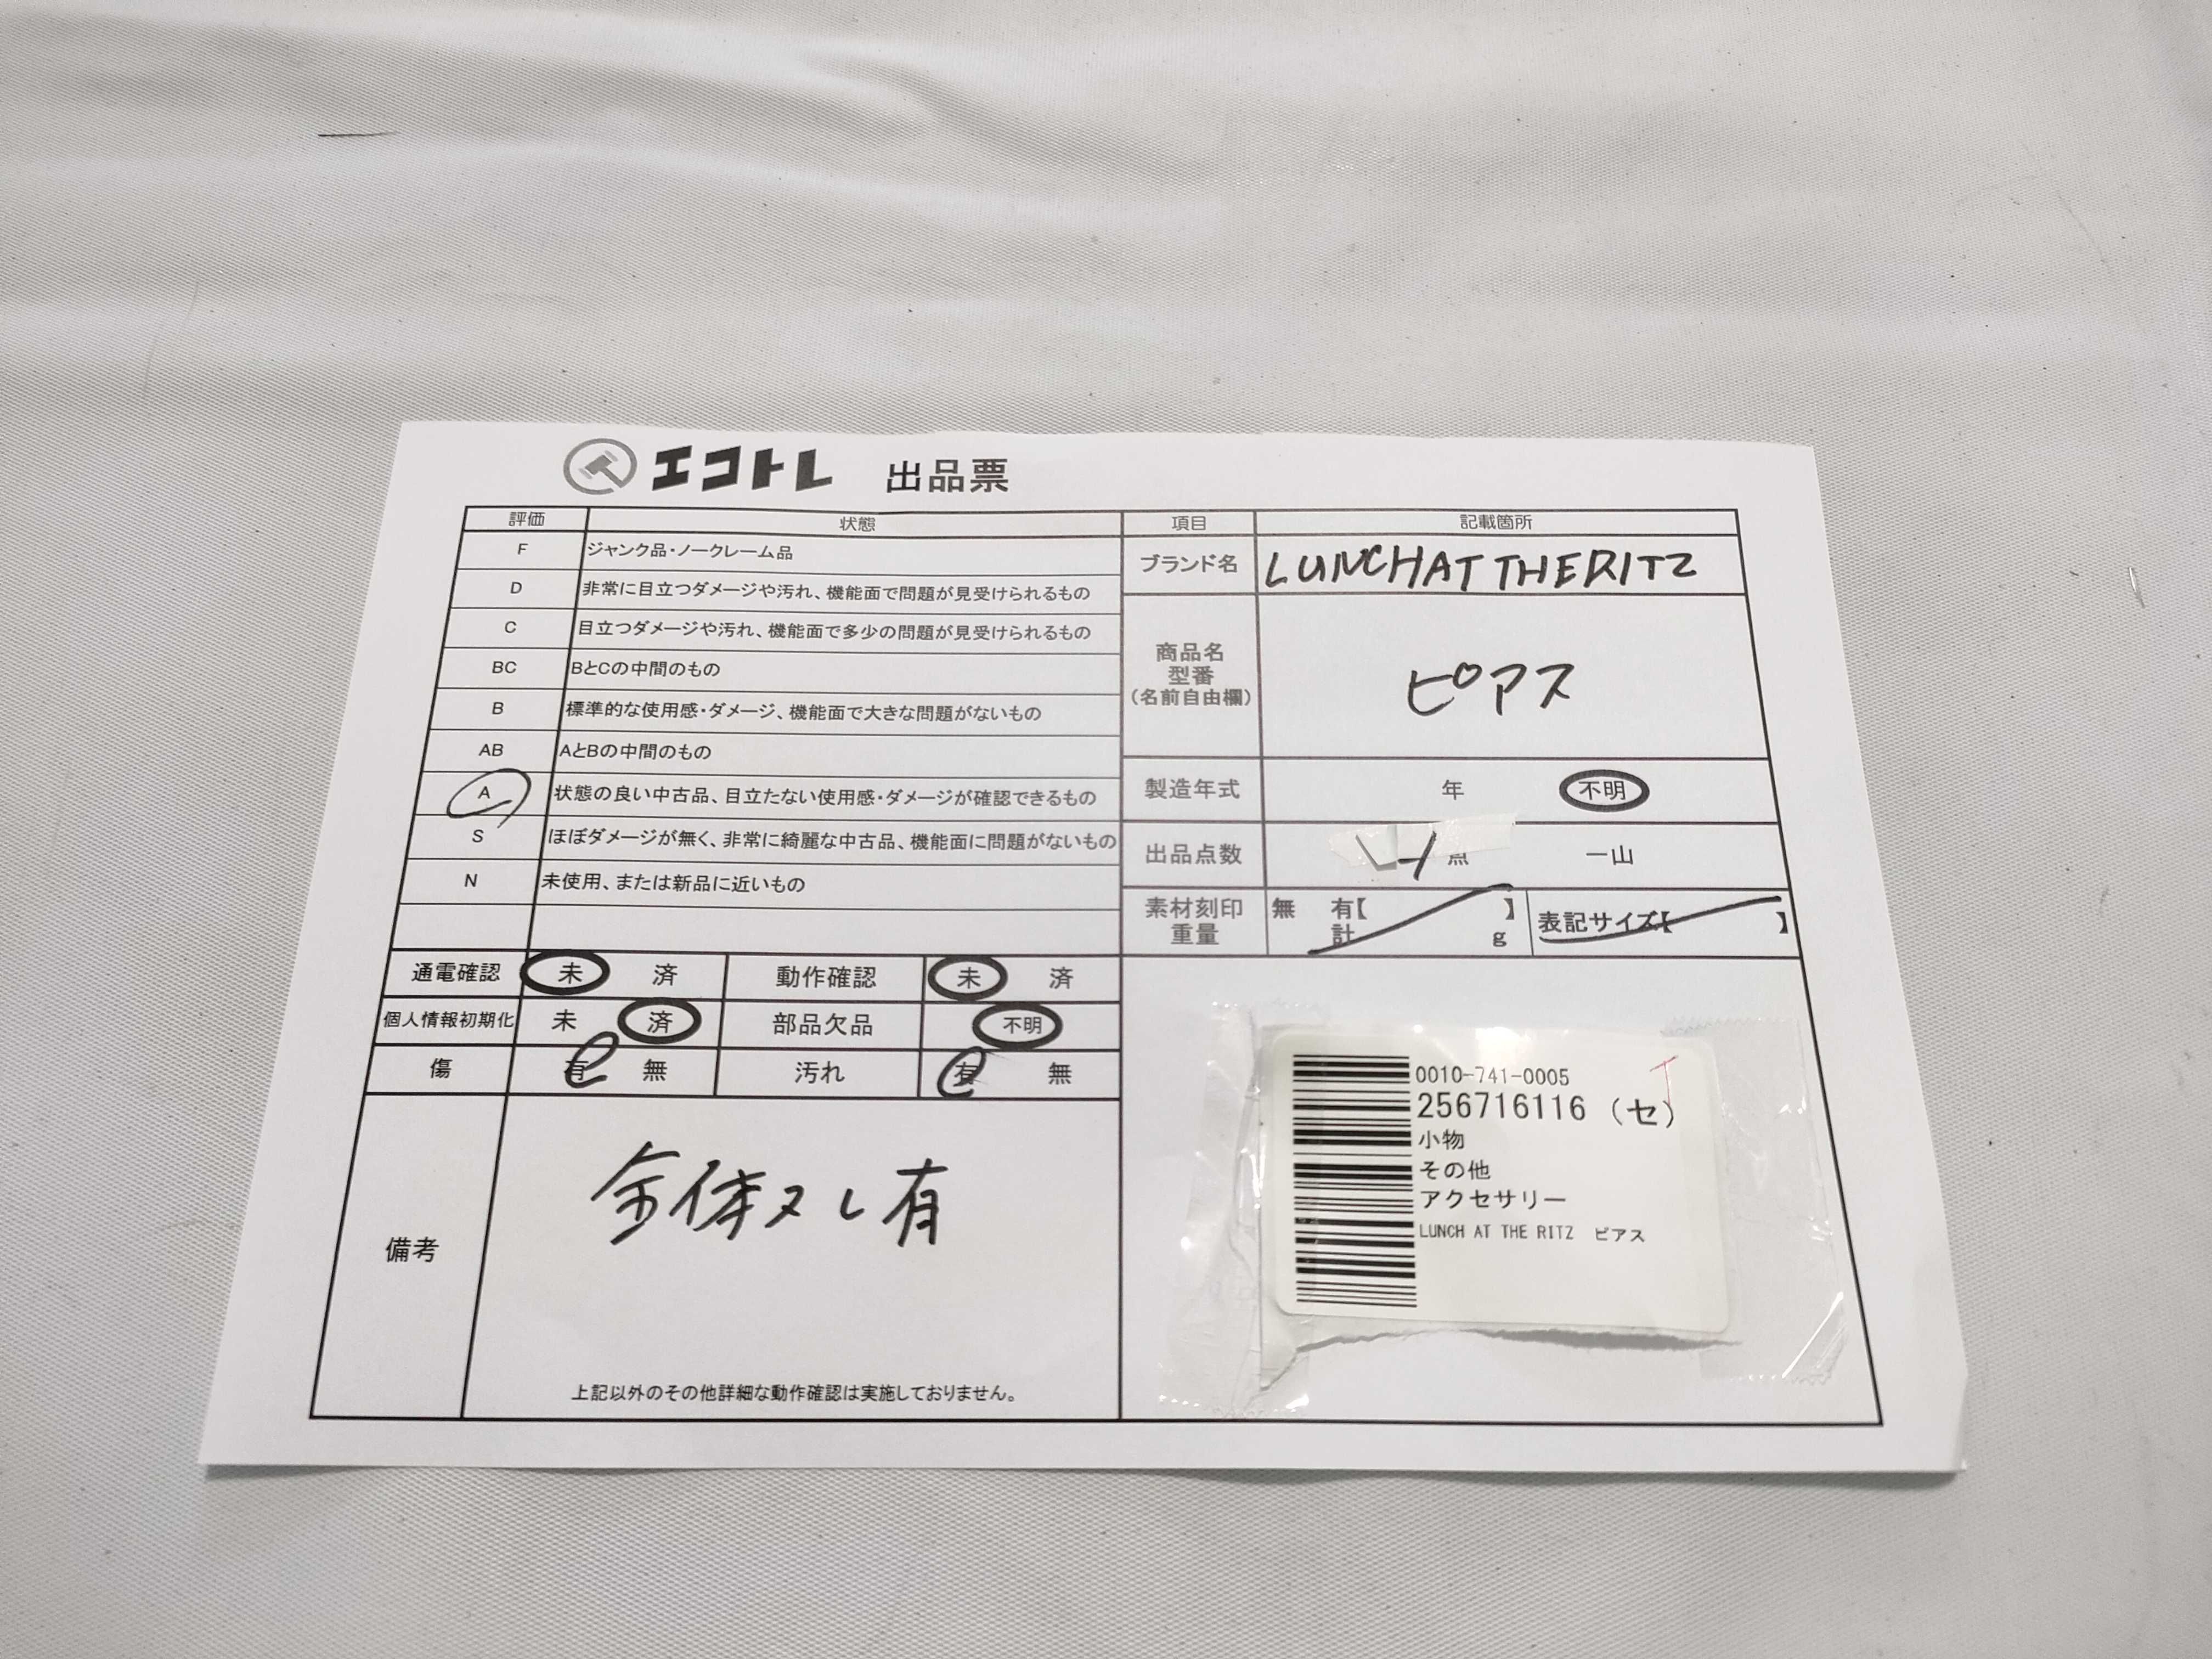 エコトレ 出品票
評価 状態
F ジャンク品・ノークレーム品
D 非常に目立つダメージや汚れ、機能面で問題が見受けられるもの
C 目立つダメージや汚れ、機能面で多少の問題が見受けられるもの
BC BとCの中間のもの
B 標準的な使用感・ダメージ、機能面で大きな問題がないもの
AB AとBの中間のもの
A 状態の良い中古品、目立たない使用感・ダメージが確認できるもの
S ほぼダメージが無く、非常に綺麗な中古品、機能面に問題がないもの
N 未使用、または新品に近いもの
通電確認 未 済 動作確認 未 済
個人情報初期化 未 済 部品欠品 不明
傷 有 無 汚れ 有 無
備考
全体ヌレ有
上記以外のその他詳細な動作確認は実施しておりません。
項目 記載箇所
ブランド名 LUNCH AT THE RITZ
商品名
型番
(名前自由欄)
ピアス
製造年式 年 不明
出品点数 点 一山
素材刻印 無 有【 】 表記サイズ【 】
重量 計 g
0010-741-0005
256716116 (セ)
小物
その他
アクセサリー
LUNCH AT THE RITZ ピアス